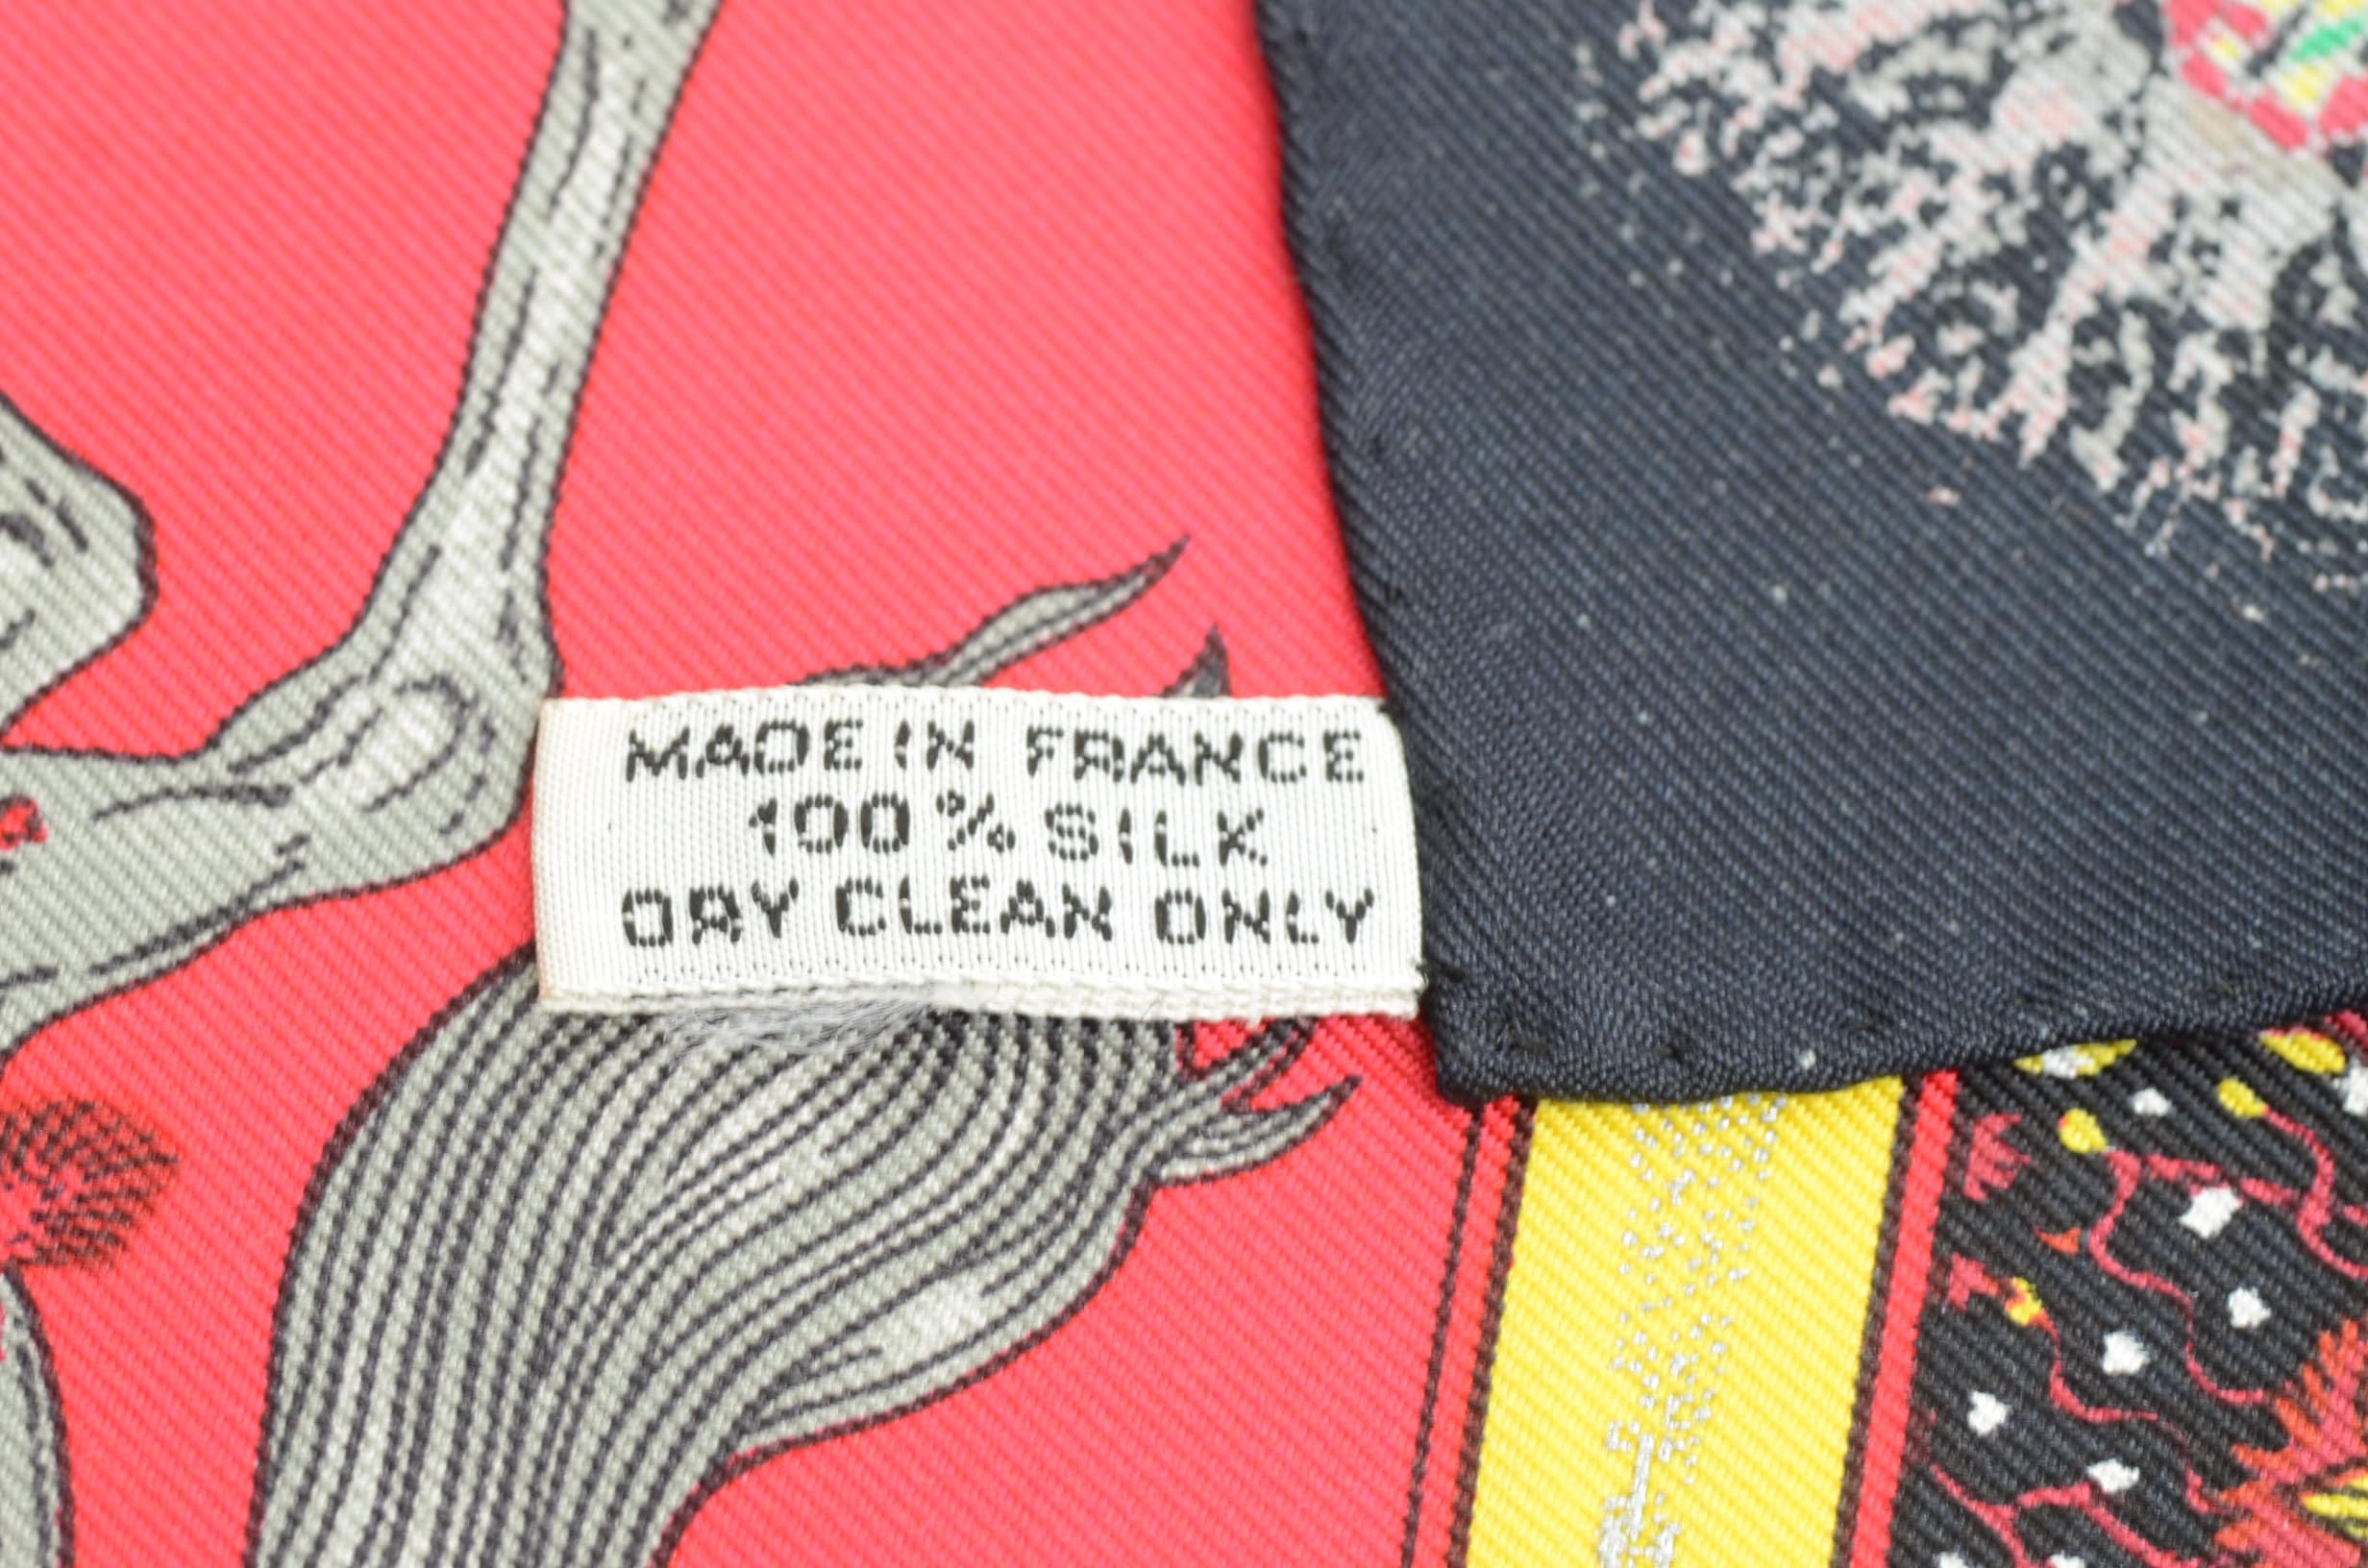 MADE IN FRANCE
100% SILK
DRY CLEAN ONLY